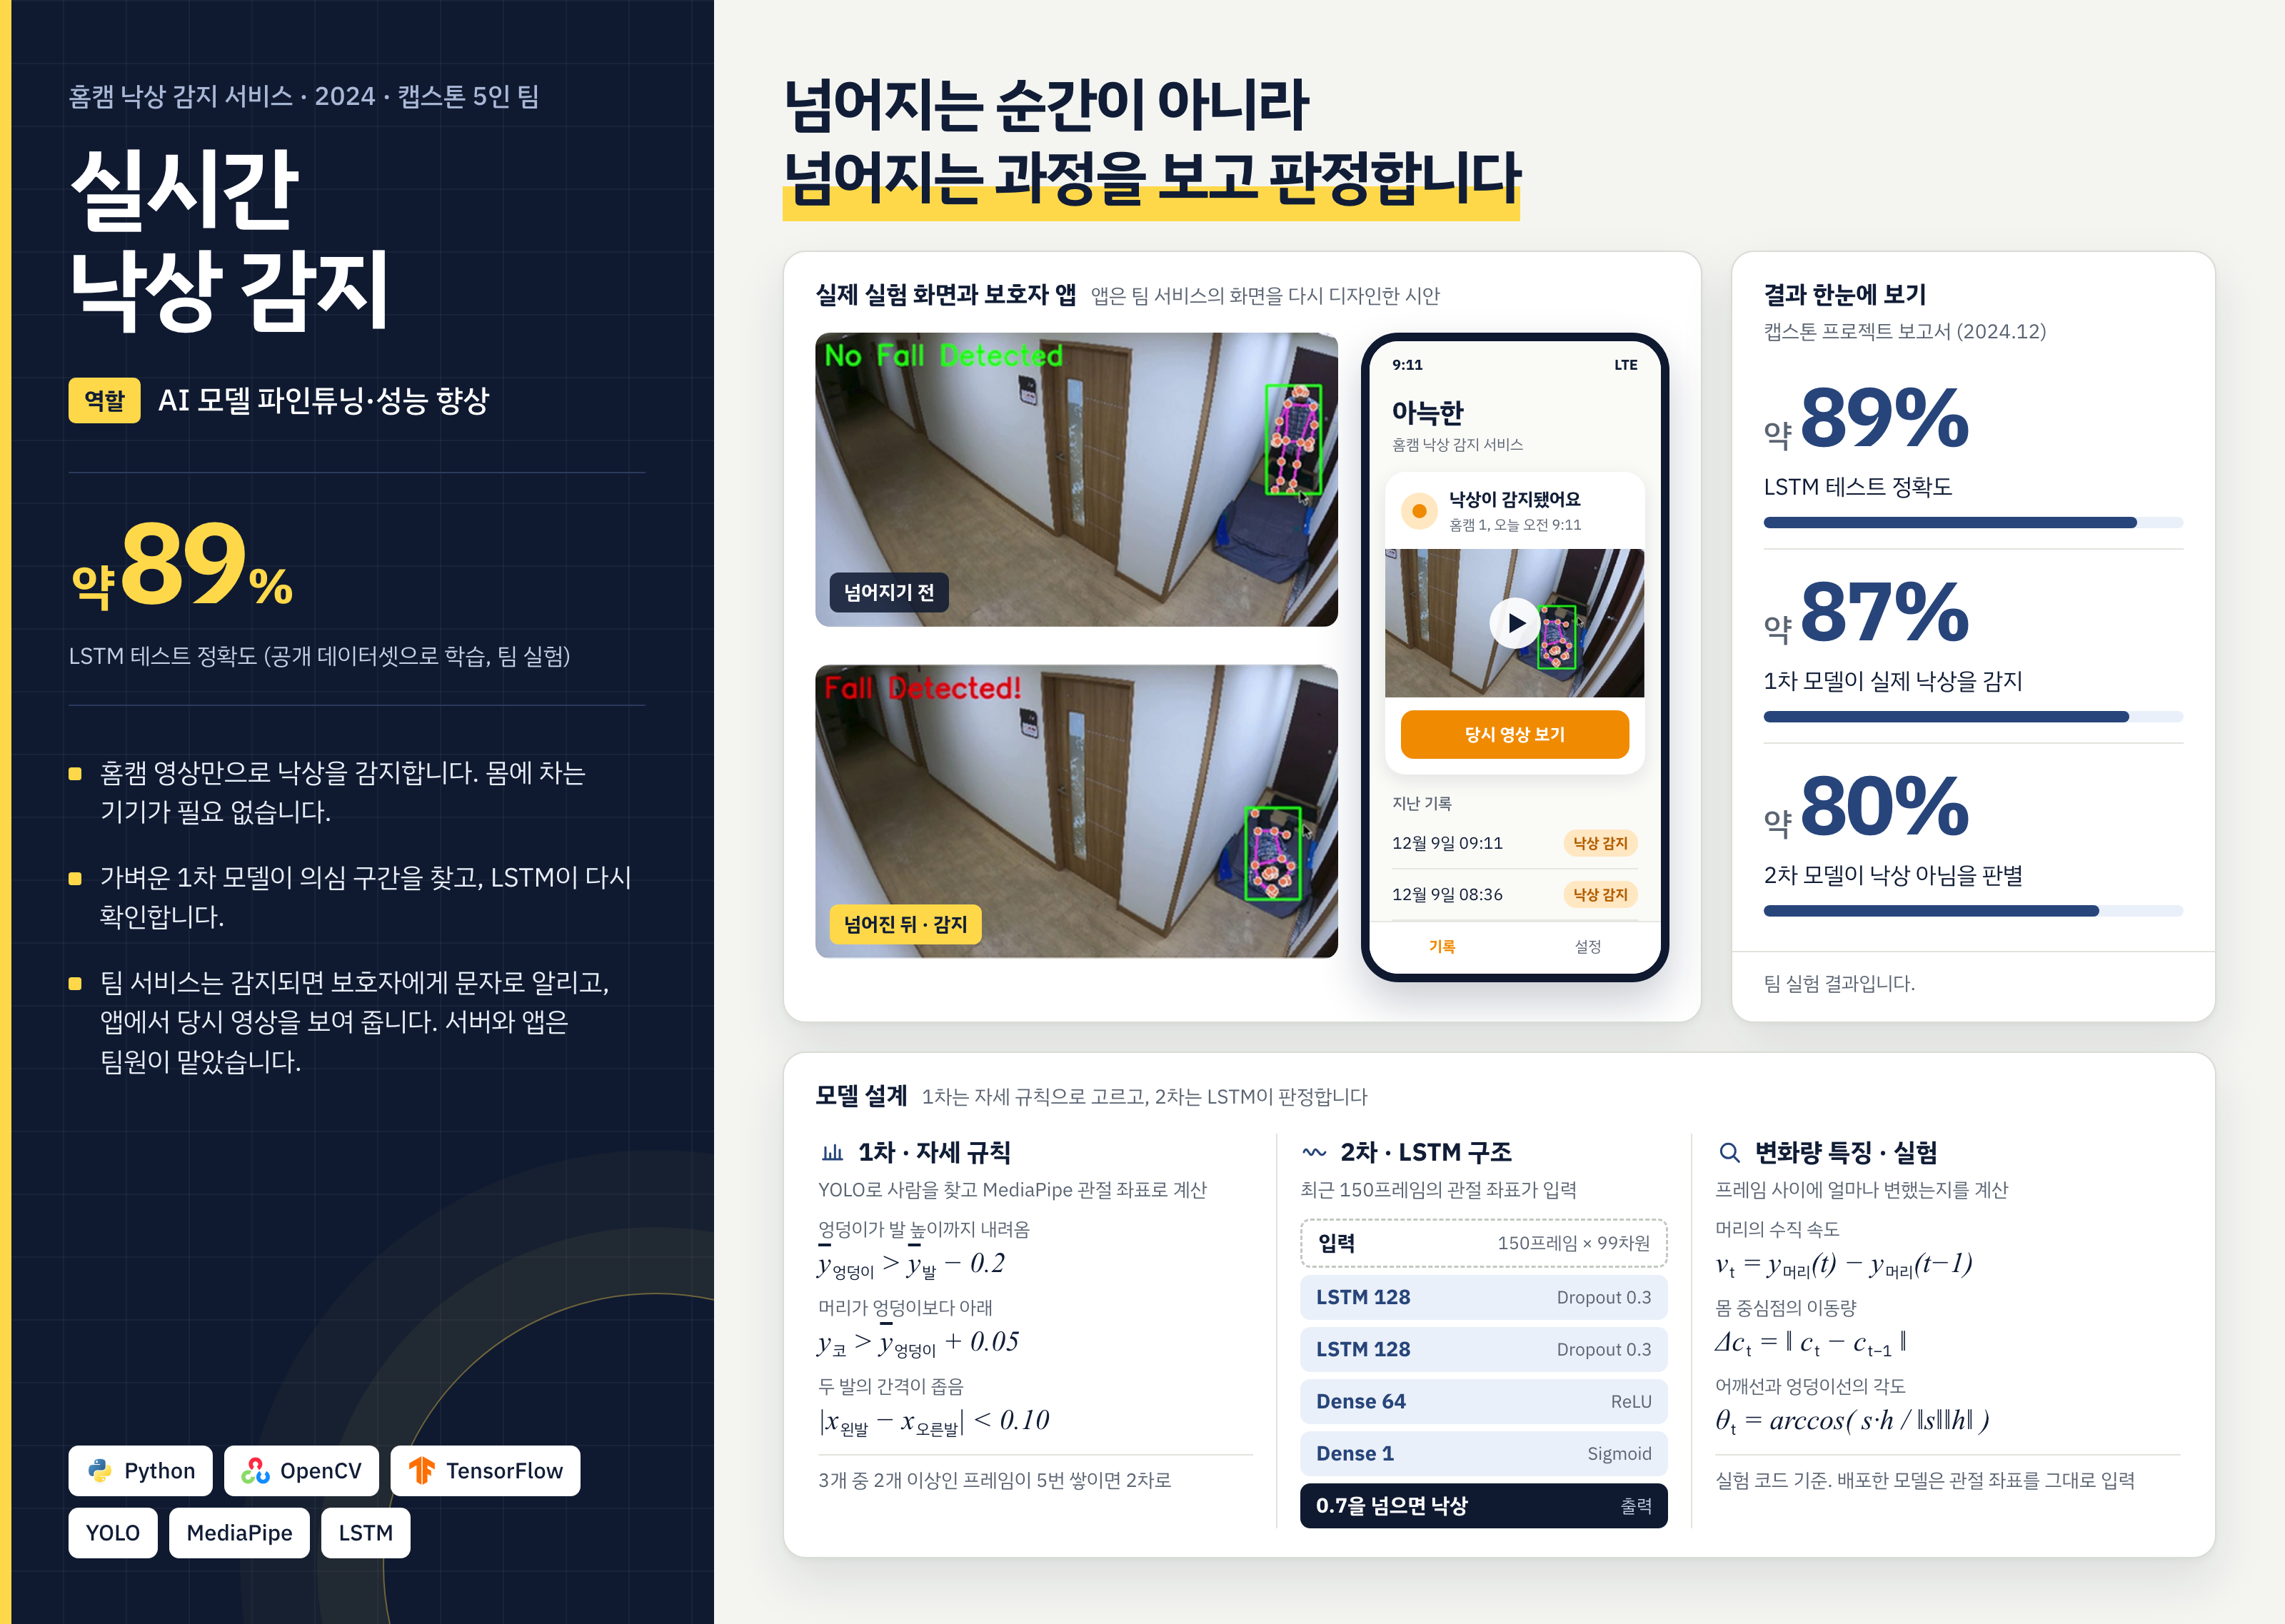 홈캠 낙상 감지 서비스 · 2024 · 캡스톤 5인 팀
실시간
낙상 감지
역할 AI 모델 파인튜닝·성능 향상
약 89%
LSTM 테스트 정확도 (공개 데이터셋으로 학습, 팀 실험)
홈캠 영상만으로 낙상을 감지합니다. 몸에 차는
기기가 필요 없습니다.
가벼운 1차 모델이 의심 구간을 찾고, LSTM이 다시
확인합니다.
팀 서비스는 감지되면 보호자에게 문자로 알리고,
앱에서 당시 영상을 보여 줍니다. 서버와 앱은
팀원이 맡았습니다.
Python OpenCV TensorFlow
YOLO MediaPipe LSTM
넘어지는 순간이 아니라
넘어지는 과정을 보고 판정합니다
실제 실험 화면과 보호자 앱 앱은 팀 서비스의 화면을 다시 디자인한 시안
No Fall Detected
넘어지기 전
Fall Detected!
넘어진 뒤 · 감지
9:11 LTE
아늑한
홈캠 낙상 감지 서비스
낙상이 감지됐어요
홈캠 1, 오늘 오전 9:11
당시 영상 보기
지난 기록
12월 9일 09:11 낙상 감지
12월 9일 08:36 낙상 감지
기록 설정
결과 한눈에 보기
캡스톤 프로젝트 보고서 (2024.12)
약 89%
LSTM 테스트 정확도
약 87%
1차 모델이 실제 낙상을 감지
약 80%
2차 모델이 낙상 아님을 판별
팀 실험 결과입니다.
모델 설계 1차는 자세 규칙으로 고르고, 2차는 LSTM이 판정합니다
1차 · 자세 규칙
YOLO로 사람을 찾고 MediaPipe 관절 좌표로 계산
엉덩이가 발 높이까지 내려옴
y̅엉덩이 > y̅발 − 0.2
머리가 엉덩이보다 아래
y코 > y̅엉덩이 + 0.05
두 발의 간격이 좁음
|x왼발 − x오른발| < 0.10
3개 중 2개 이상인 프레임이 5번 쌓이면 2차로
2차 · LSTM 구조
최근 150프레임의 관절 좌표가 입력
입력 150프레임 × 99차원
LSTM 128 Dropout 0.3
LSTM 128 Dropout 0.3
Dense 64 ReLU
Dense 1 Sigmoid
0.7을 넘으면 낙상 출력
변화량 특징 · 실험
프레임 사이에 얼마나 변했는지를 계산
머리의 수직 속도
vt = y머리(t) − y머리(t−1)
몸 중심점의 이동량
Δct = ‖ ct − ct−1 ‖
어깨선과 엉덩이선의 각도
θt = arccos( s·h / ‖s‖‖h‖ )
실험 코드 기준. 배포한 모델은 관절 좌표를 그대로 입력